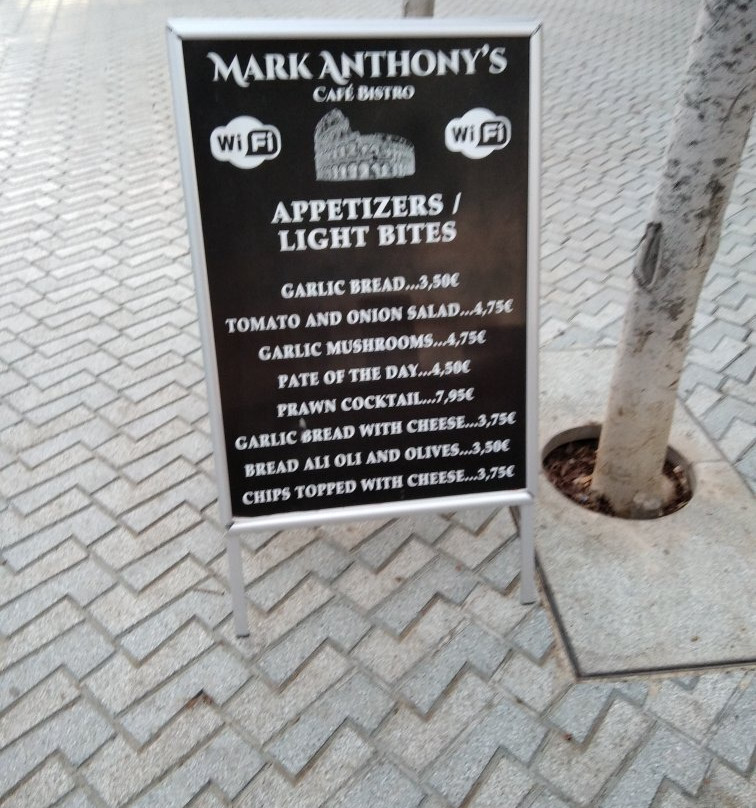 MARK ANTHONY'S
CAFÉ BISTRO
WiFi WiFi
APPETIZERS /
LIGHT BITES
GARLIC BREAD...3,50€
TOMATO AND ONION SALAD...4,75€
GARLIC MUSHROOMS...4,75€
PATE OF THE DAY...4,50€
PRAWN COCKTAIL...7,95€
GARLIC BREAD WITH CHEESE...3,75€
BREAD ALI OLI AND OLIVES...3,50€
CHIPS TOPPED WITH CHEESE...3,75€